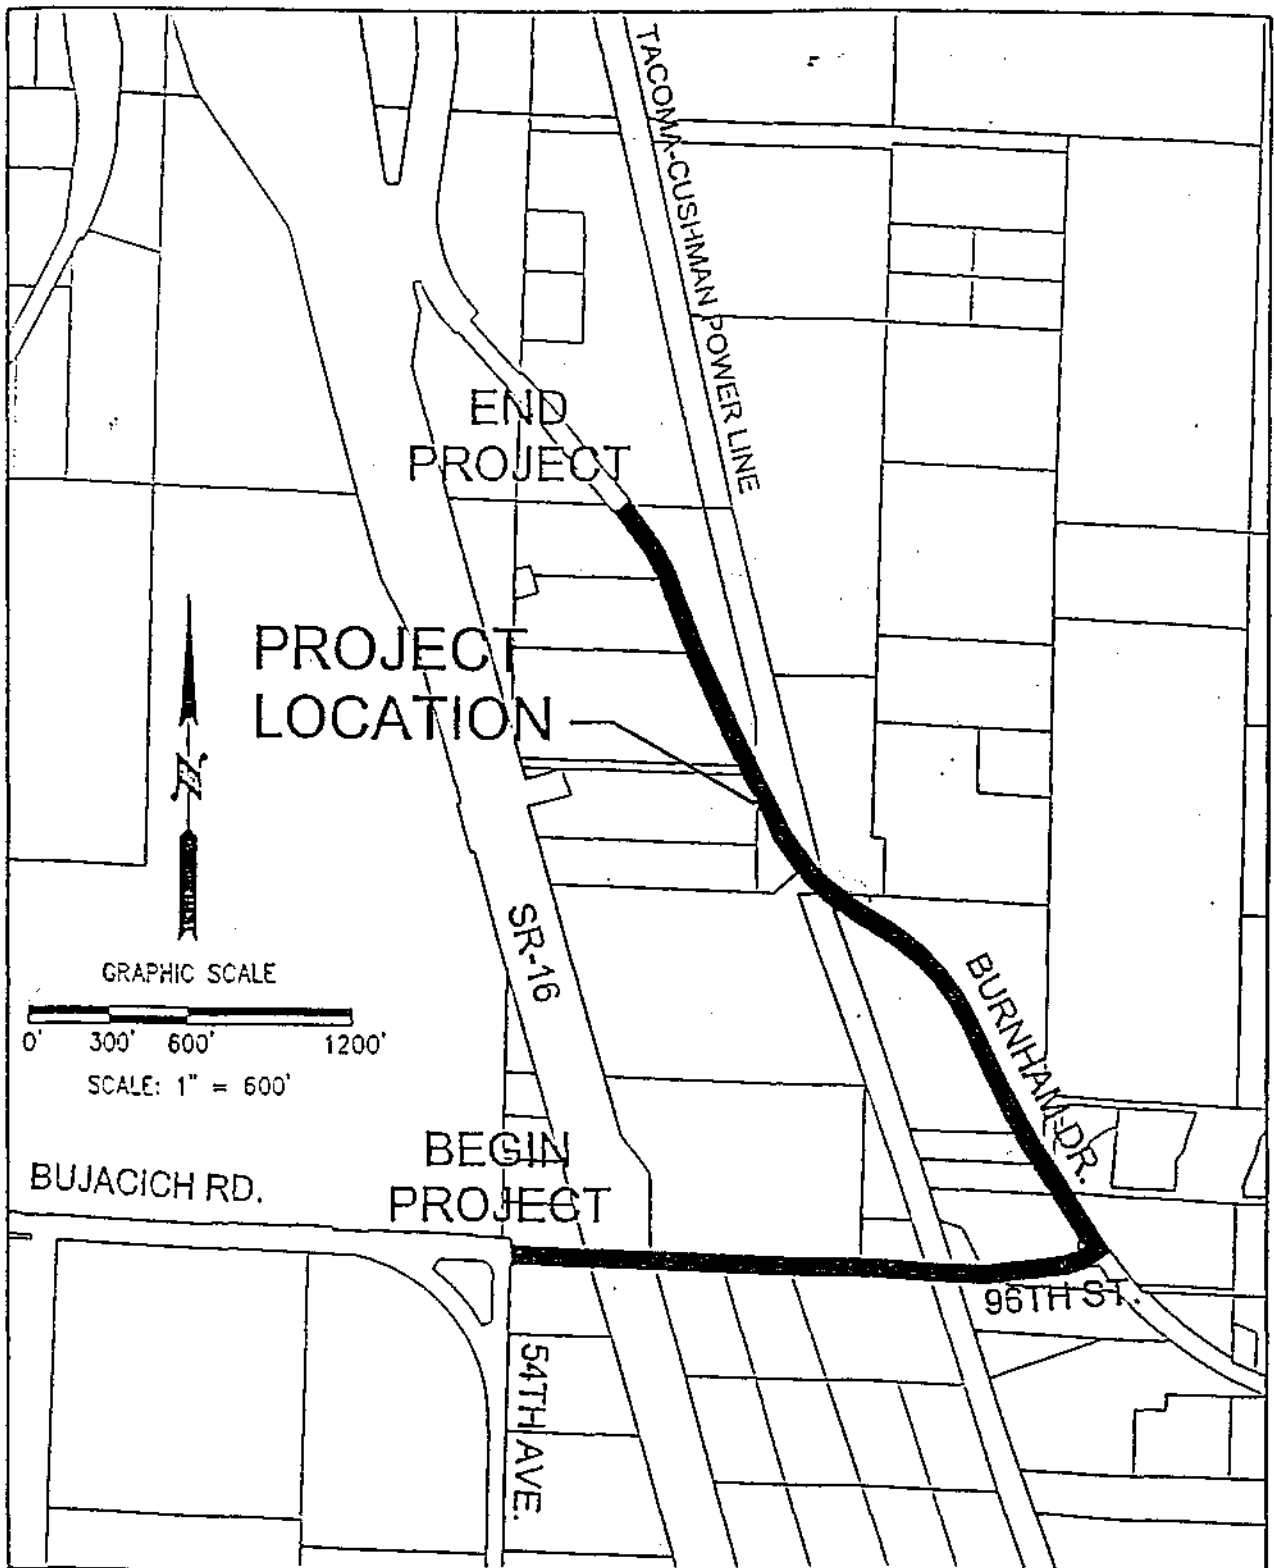 TACOMA-CUSHMAN POWER LINE
END
PROJECT
PROJECT
LOCATION
N
SR-16
GRAPHIC SCALE
0' 300' 600' 1200'
SCALE: 1" = 600'
BURNHAM DR.
BEGIN
PROJECT
BUJACICH RD.
96TH ST.
54TH AVE.